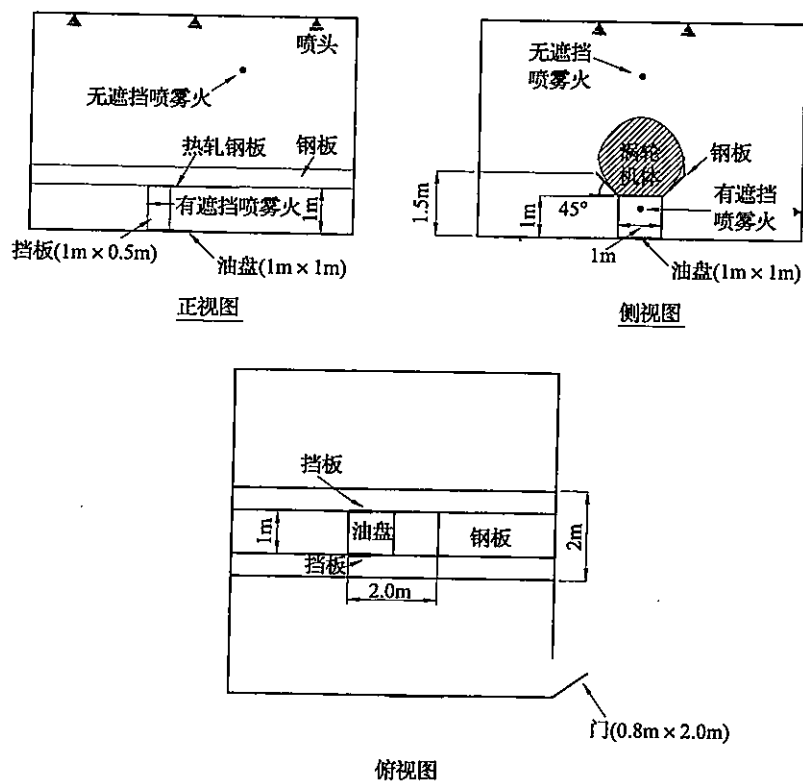 喷头
无遮挡喷雾火
热轧钢板
钢板
有遮挡喷雾火
1m
挡板(1m×0.5m)
油盘(1m×1m)
正视图
无遮挡
喷雾火
涡轮
机体
钢板
1.5m
1m
45°
有遮挡
喷雾火
1m
油盘(1m×1m)
侧视图
挡板
1m
油盘
钢板
2m
挡板
2.0m
门(0.8m×2.0m)
俯视图